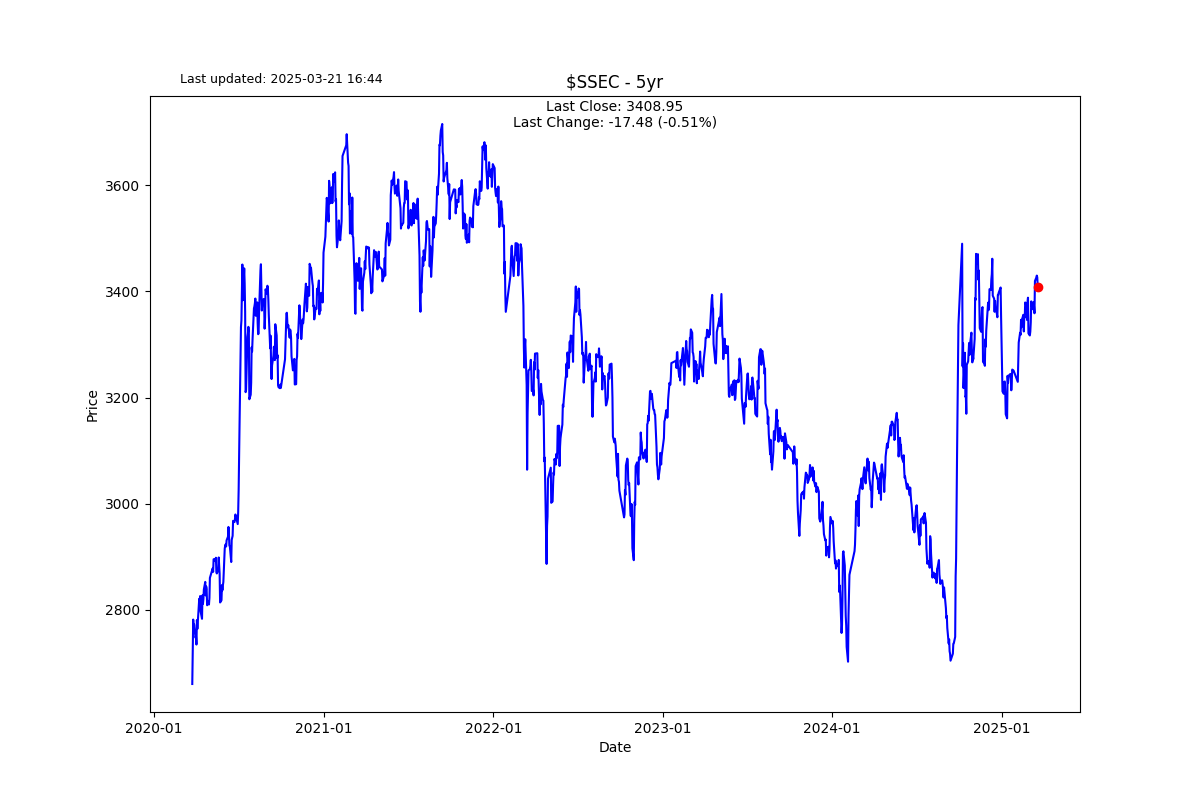 Last updated: 2025-03-21 16:44
$SSEC - 5yr
Last Close: 3408.95
Last Change: -17.48 (-0.51%)
3600
3400
3200
3000
2800
Price
2020-01
2021-01
2022-01
2023-01
2024-01
2025-01
Date